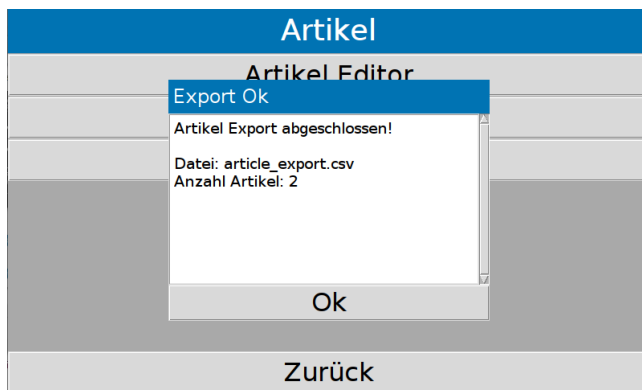 Artikel
Artikel Editor
Export Ok
Artikel Export abgeschlossen!
Datei: article_export.csv
Anzahl Artikel: 2
Ok
Zurück